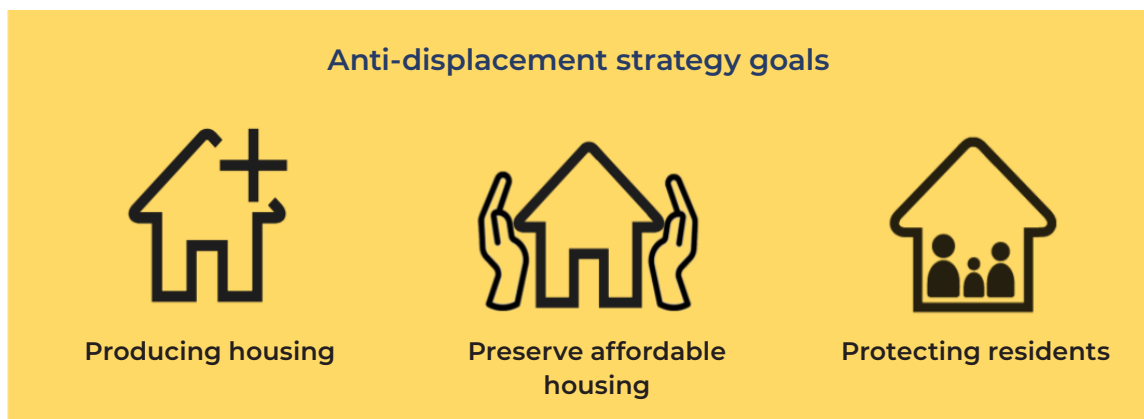 Anti-displacement strategy goals
Producing housing
Preserve affordable
housing
Protecting residents